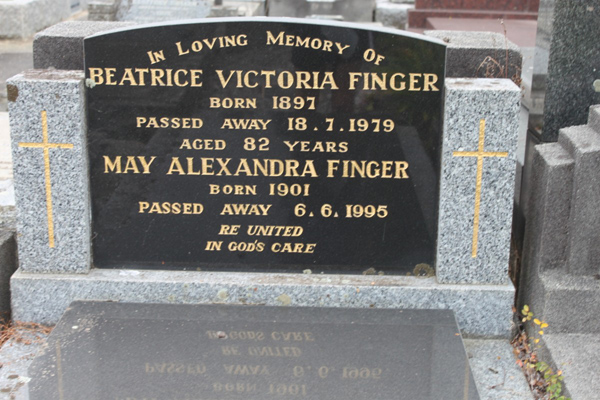 In Loving Memory Of
BEATRICE VICTORIA FINGER
BORN 1897
PASSED AWAY 18.7.1979
AGED 82 YEARS
MAY ALEXANDRA FINGER
BORN 1901
PASSED AWAY 6.6.1995
RE UNITED
IN GOD'S CARE